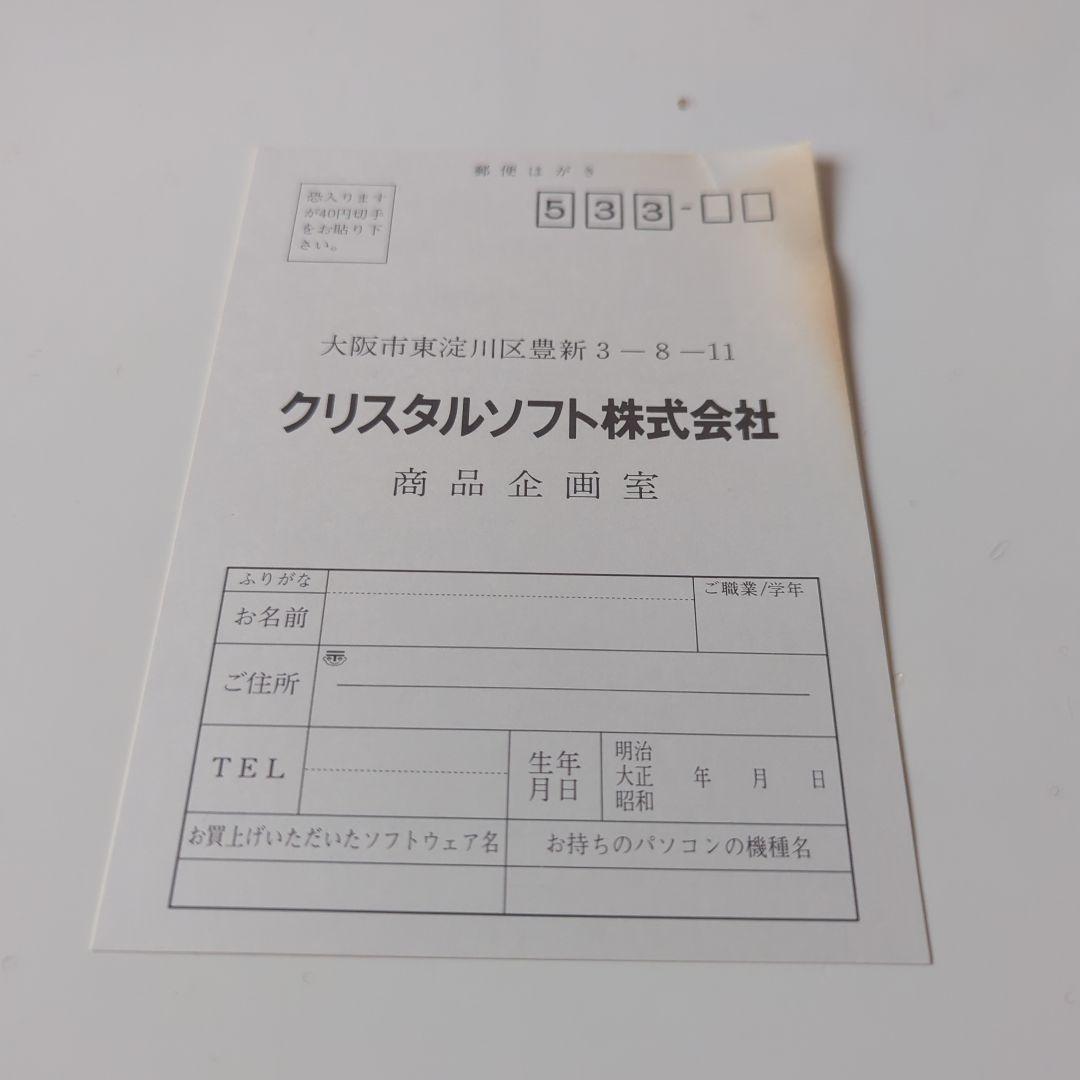 郵便はがき
恐入ります
が40円切手
をお貼り下
さい。
533-
大阪市東淀川区豊新3-8-11
クリスタルソフト株式会社
商品企画室
ふりがな
お名前
ご職業/学年
ご住所
〒
TEL
生年
月日
明治
大正
昭和
年 月 日
お買上げいただいたソフトウェア名
お持ちのパソコンの機種名